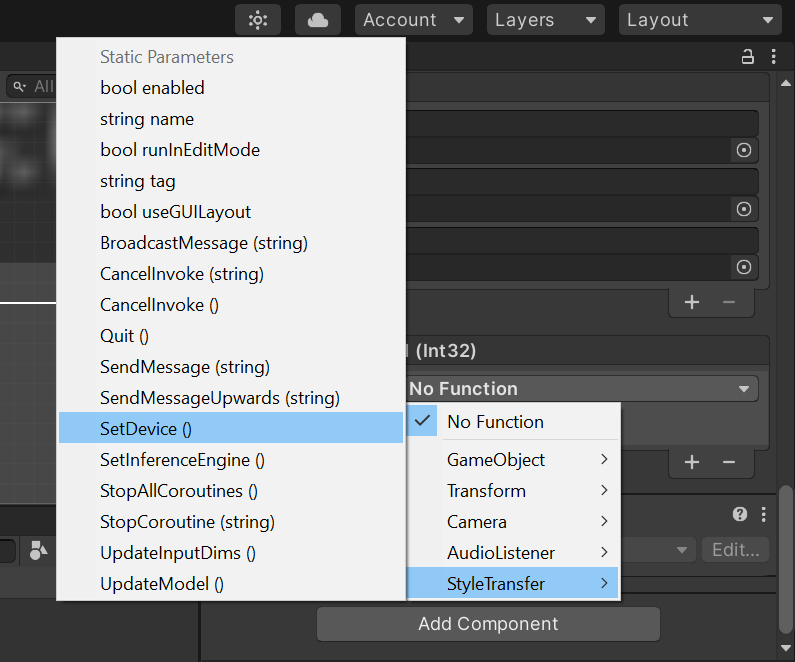 Account
Layers
Layout
All
Static Parameters
bool enabled
string name
bool runInEditMode
string tag
bool useGUILayout
BroadcastMessage (string)
CancelInvoke (string)
CancelInvoke ()
Quit ()
SendMessage (string)
SendMessageUpwards (string)
SetDevice ()
SetInferenceEngine ()
StopAllCoroutines ()
StopCoroutine (string)
UpdateInputDims ()
UpdateModel ()
(Int32)
No Function
No Function
GameObject
Transform
Camera
AudioListener
StyleTransfer
Edit...
Add Component